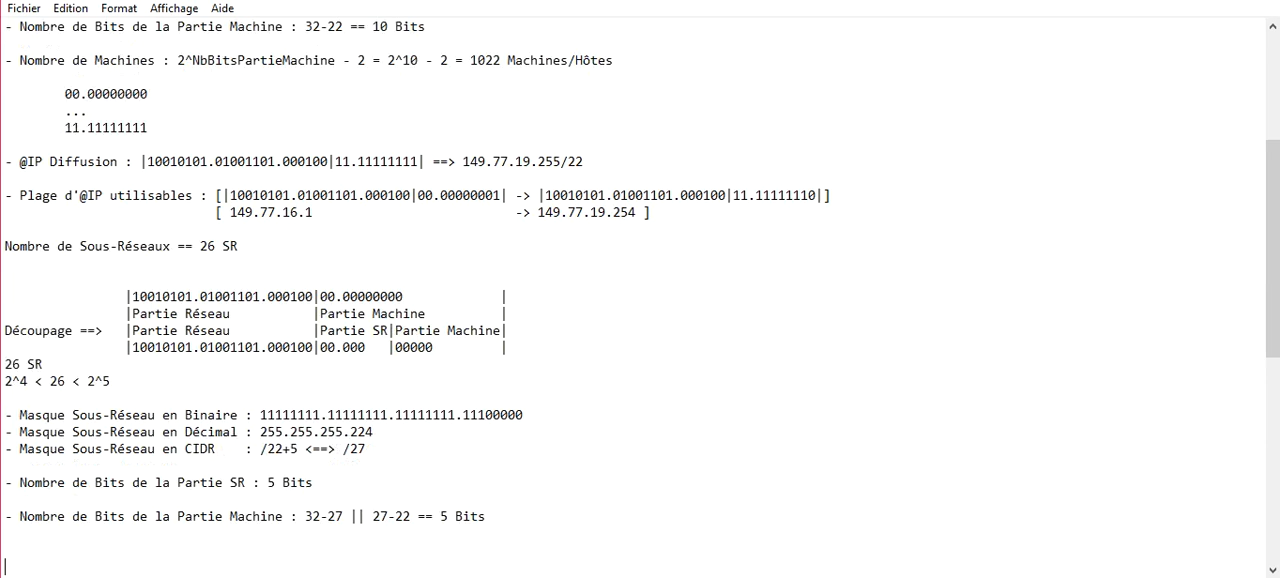 Fichier Edition Format Affichage Aide
- Nombre de Bits de la Partie Machine : 32-22 == 10 Bits
- Nombre de Machines : 2^NbBitsPartieMachine - 2 = 2^10 - 2 = 1022 Machines/Hôtes
00.00000000
...
11.11111111
- @IP Diffusion : |10010101.01001101.000100|11.11111111| ==> 149.77.19.255/22
- Plage d'@IP utilisables : [|10010101.01001101.000100|00.00000001| -> |10010101.01001101.000100|11.11111110|]
[ 149.77.16.1 -> 149.77.19.254 ]
Nombre de Sous-Réseaux == 26 SR
|10010101.01001101.000100|00.00000000 |
|Partie Réseau |Partie Machine |
Découpage ==> |Partie Réseau |Partie SR|Partie Machine|
|10010101.01001101.000100|00.000 |00000 |
26 SR
2^4 < 26 < 2^5
- Masque Sous-Réseau en Binaire : 11111111.11111111.11111111.11100000
- Masque Sous-Réseau en Décimal : 255.255.255.224
- Masque Sous-Réseau en CIDR : /22+5 <==> /27
- Nombre de Bits de la Partie SR : 5 Bits
- Nombre de Bits de la Partie Machine : 32-27 || 27-22 == 5 Bits